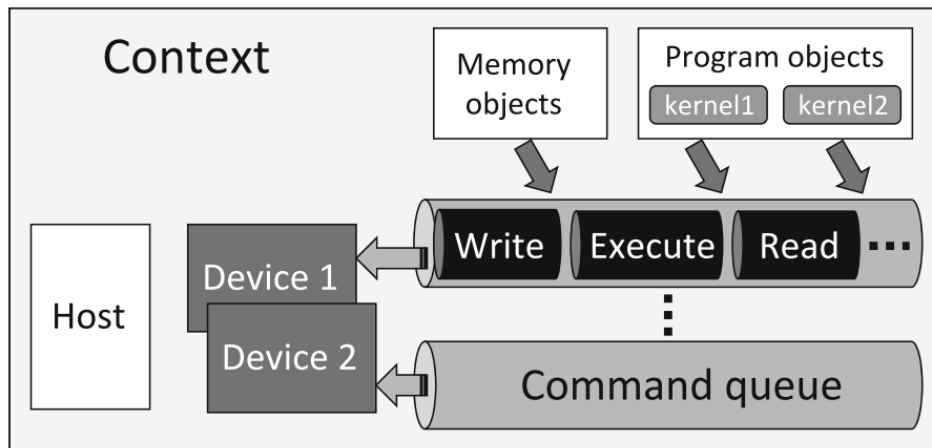 Context
Memory
objects
Program objects
kernel1
kernel2
Host
Device 1
Device 2
Write
Execute
Read
Command queue